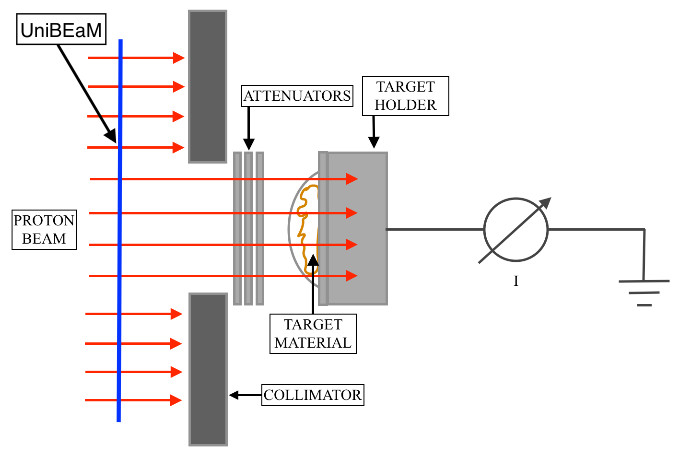 UniBEaM
ATTENUATORS
TARGET
HOLDER
PROTON
BEAM
I
TARGET
MATERIAL
COLLIMATOR